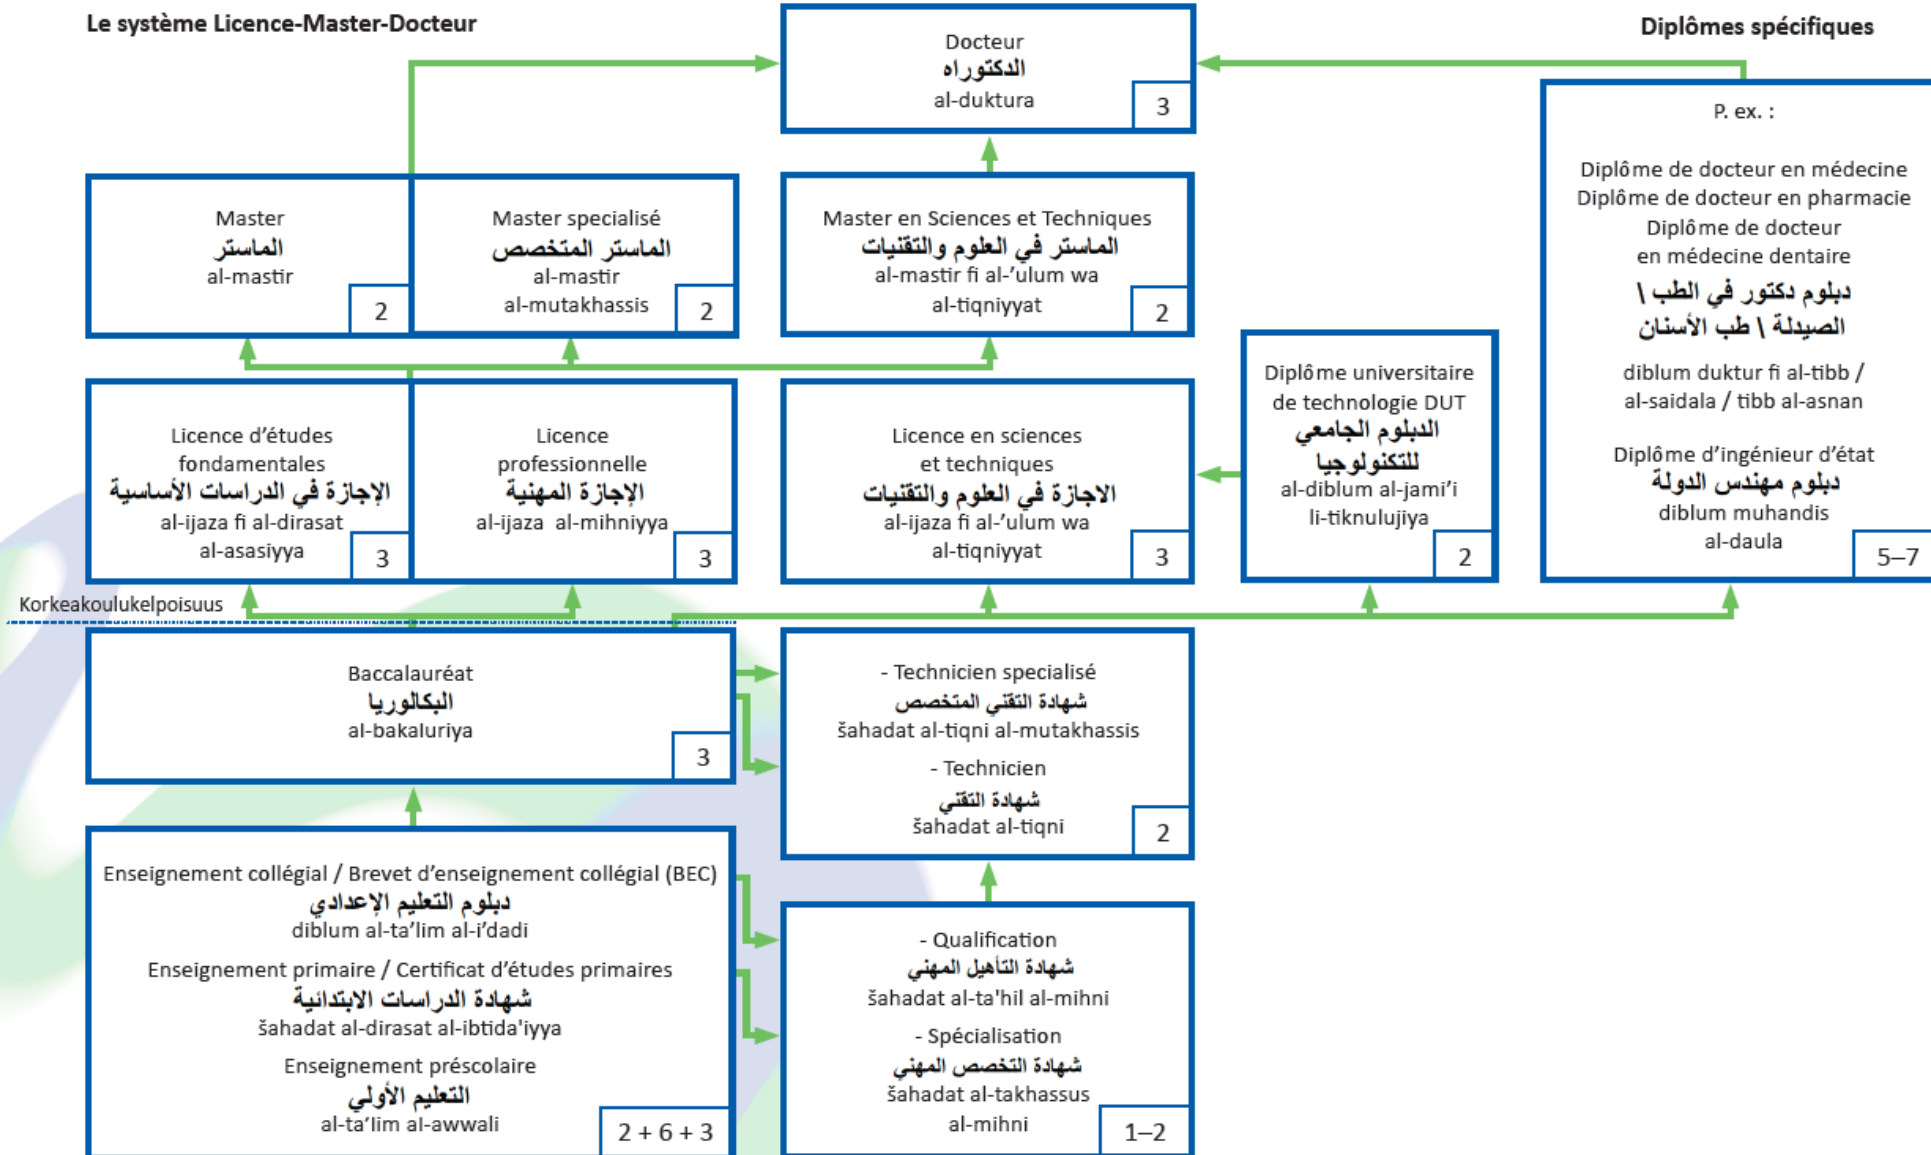 Le système Licence-Master-Docteur
Diplômes spécifiques
Docteur
الدكتوراه
al-duktura
3
Master
الماستر
al-mastir
2
Master specialisé
الماستر المتخصص
al-mastir
al-mutakhassis
2
Master en Sciences et Techniques
الماستر في العلوم والتقنيات
al-mastir fi al-’ulum wa
al-tiqniyyat
2
P. ex. :
Diplôme de docteur en médecine
Diplôme de docteur en pharmacie
Diplôme de docteur
en médecine dentaire
دبلوم دكتور في الطب \
الصيدلة \ طب الأسنان
diblum duktur fi al-tibb /
al-saidala / tibb al-asnan
Diplôme d’ingénieur d’état
دبلوم مهندس الدولة
diblum muhandis
al-daula
5–7
Licence d’études
fondamentales
الإجازة في الدراسات الأساسية
al-ijaza fi al-dirasat
al-asasiyya
3
Licence
professionnelle
الإجازة المهنية
al-ijaza al-mihniyya
3
Licence en sciences
et techniques
الاجازة في العلوم والتقنيات
al-ijaza fi al-’ulum wa
al-tiqniyyat
3
Diplôme universitaire
de technologie DUT
الدبلوم الجامعي
للتكنولوجيا
al-diblum al-jami’i
li-tiknulujiya
2
Korkeakoulukelpoisuus
Baccalauréat
البكالوريا
al-bakaluriya
3
- Technicien specialisé
شهادة التقني المتخصص
šahadat al-tiqni al-mutakhassis
- Technicien
شهادة التقني
šahadat al-tiqni
2
Enseignement collégial / Brevet d’enseignement collégial (BEC)
دبلوم التعليم الإعدادي
diblum al-ta’lim al-i’dadi
Enseignement primaire / Certificat d’études primaires
شهادة الدراسات الابتدائية
šahadat al-dirasat al-ibtida'iyya
Enseignement préscolaire
التعليم الأولي
al-ta’lim al-awwali
2 + 6 + 3
- Qualification
شهادة التأهيل المهني
šahadat al-ta'hil al-mihni
- Spécialisation
شهادة التخصص المهني
šahadat al-takhassus
al-mihni
1–2